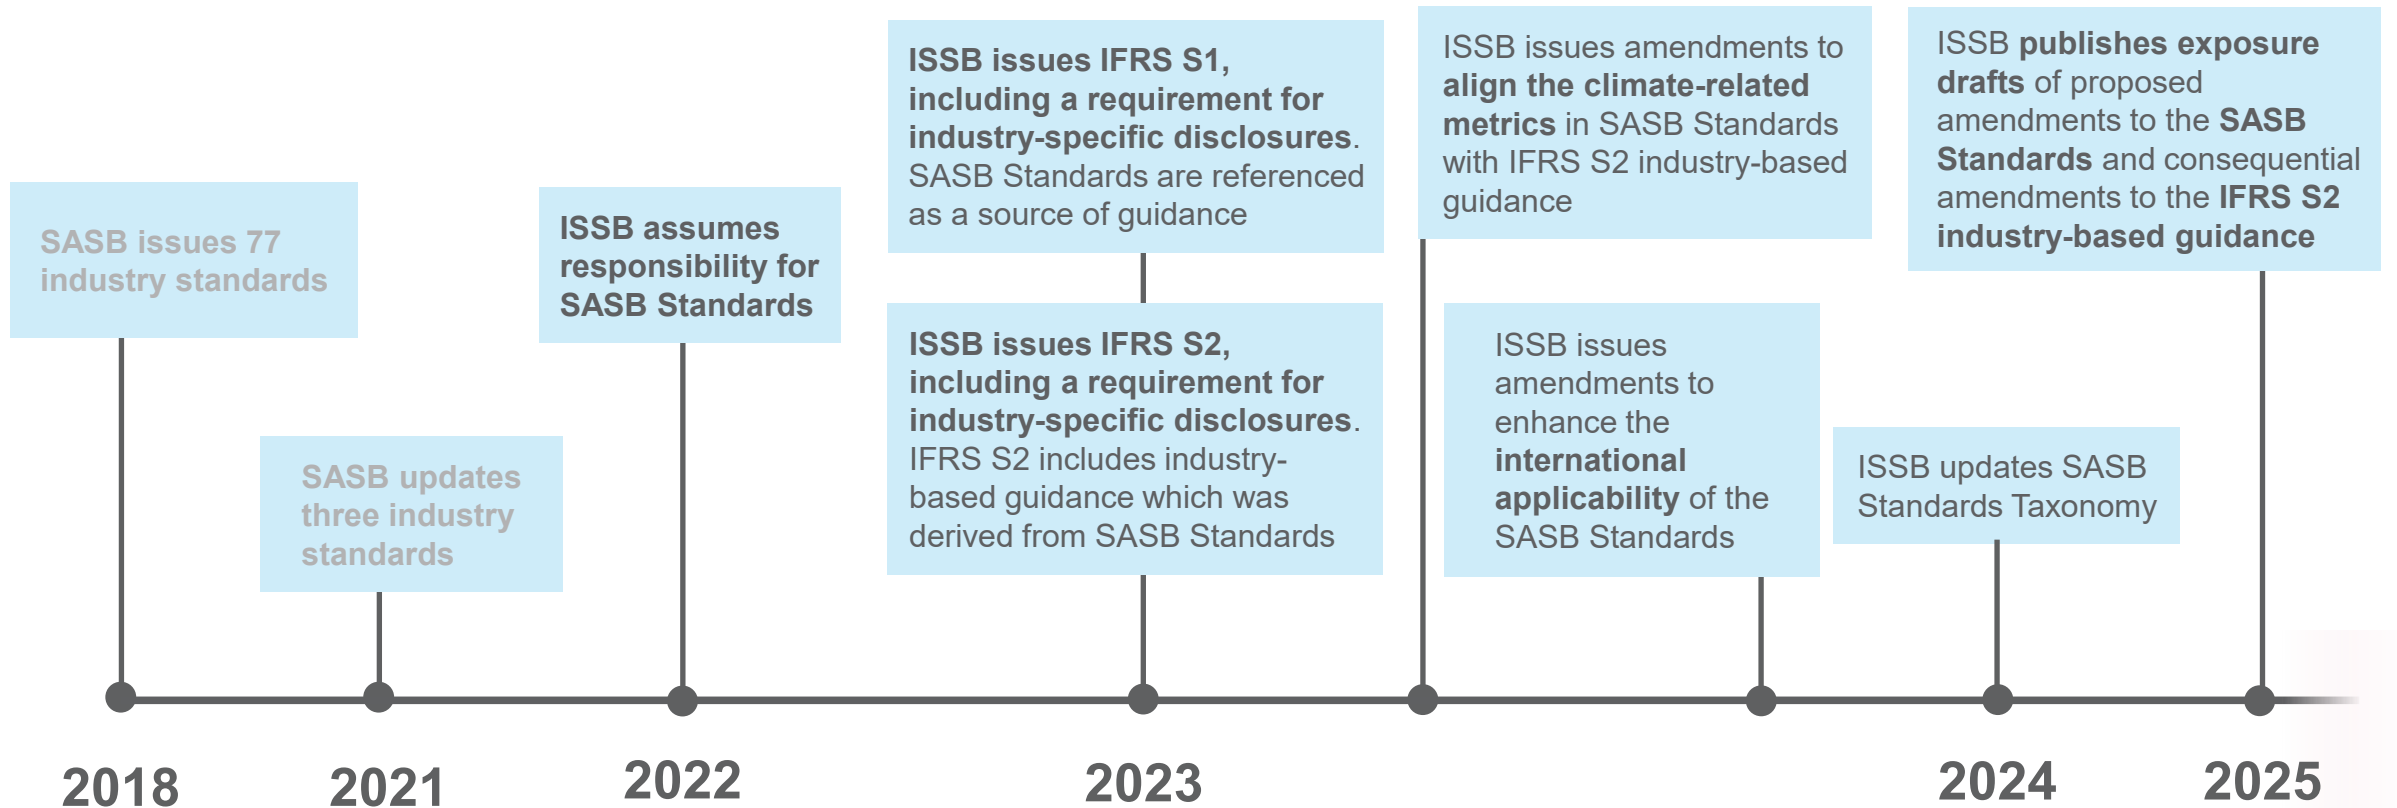 SASB issues 77
industry standards
SASB updates
three industry
standards
ISSB assumes
responsibility for
SASB Standards
ISSB issues IFRS S1,
including a requirement for
industry-specific disclosures.
SASB Standards are referenced
as a source of guidance
ISSB issues IFRS S2,
including a requirement for
industry-specific disclosures.
IFRS S2 includes industry-
based guidance which was
derived from SASB Standards
ISSB issues amendments to
align the climate-related
metrics in SASB Standards
with IFRS S2 industry-based
guidance
ISSB issues
amendments to
enhance the
international
applicability of the
SASB Standards
ISSB updates SASB
Standards Taxonomy
ISSB publishes exposure
drafts of proposed
amendments to the SASB
Standards and consequential
amendments to the IFRS S2
industry-based guidance
2018
2021
2022
2023
2024
2025